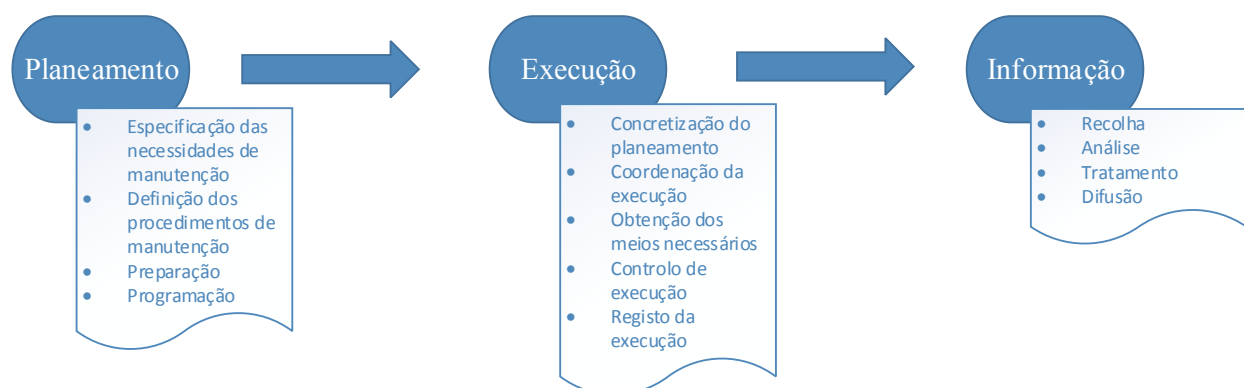 Planeamento
Especificação das
necessidades de
manutenção
Definição dos
procedimentos de
manutenção
Preparação
Programação
Execução
Concretização do
planeamento
Coordenação da
execução
Obtenção dos
meios necessários
Controlo de
execução
Registo da
execução
Informação
Recolha
Análise
Tratamento
Difusão